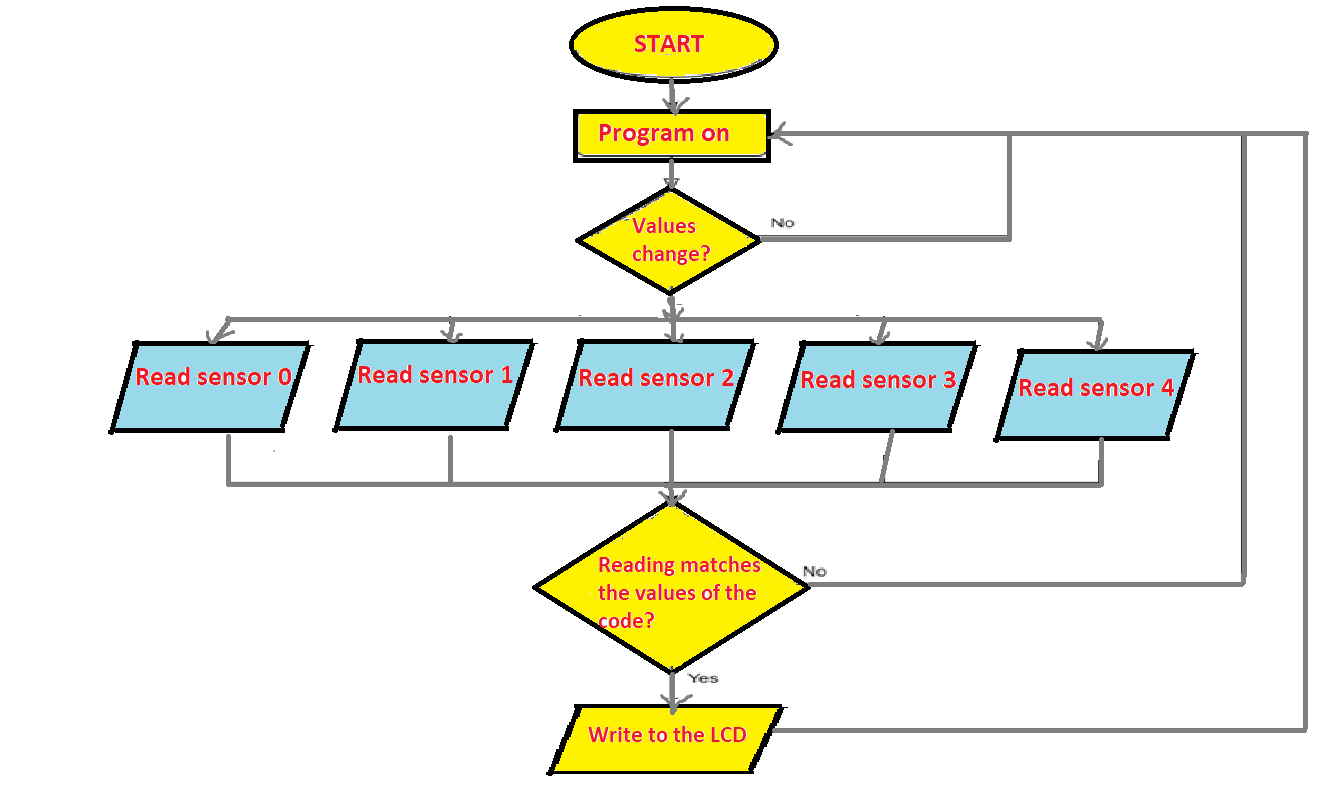 START
Program on
No
Values
change?
Read sensor 0
Read sensor 1
Read sensor 2
Read sensor 3
Read sensor 4
Reading matches
the values of the
code?
No
Yes
Write to the LCD